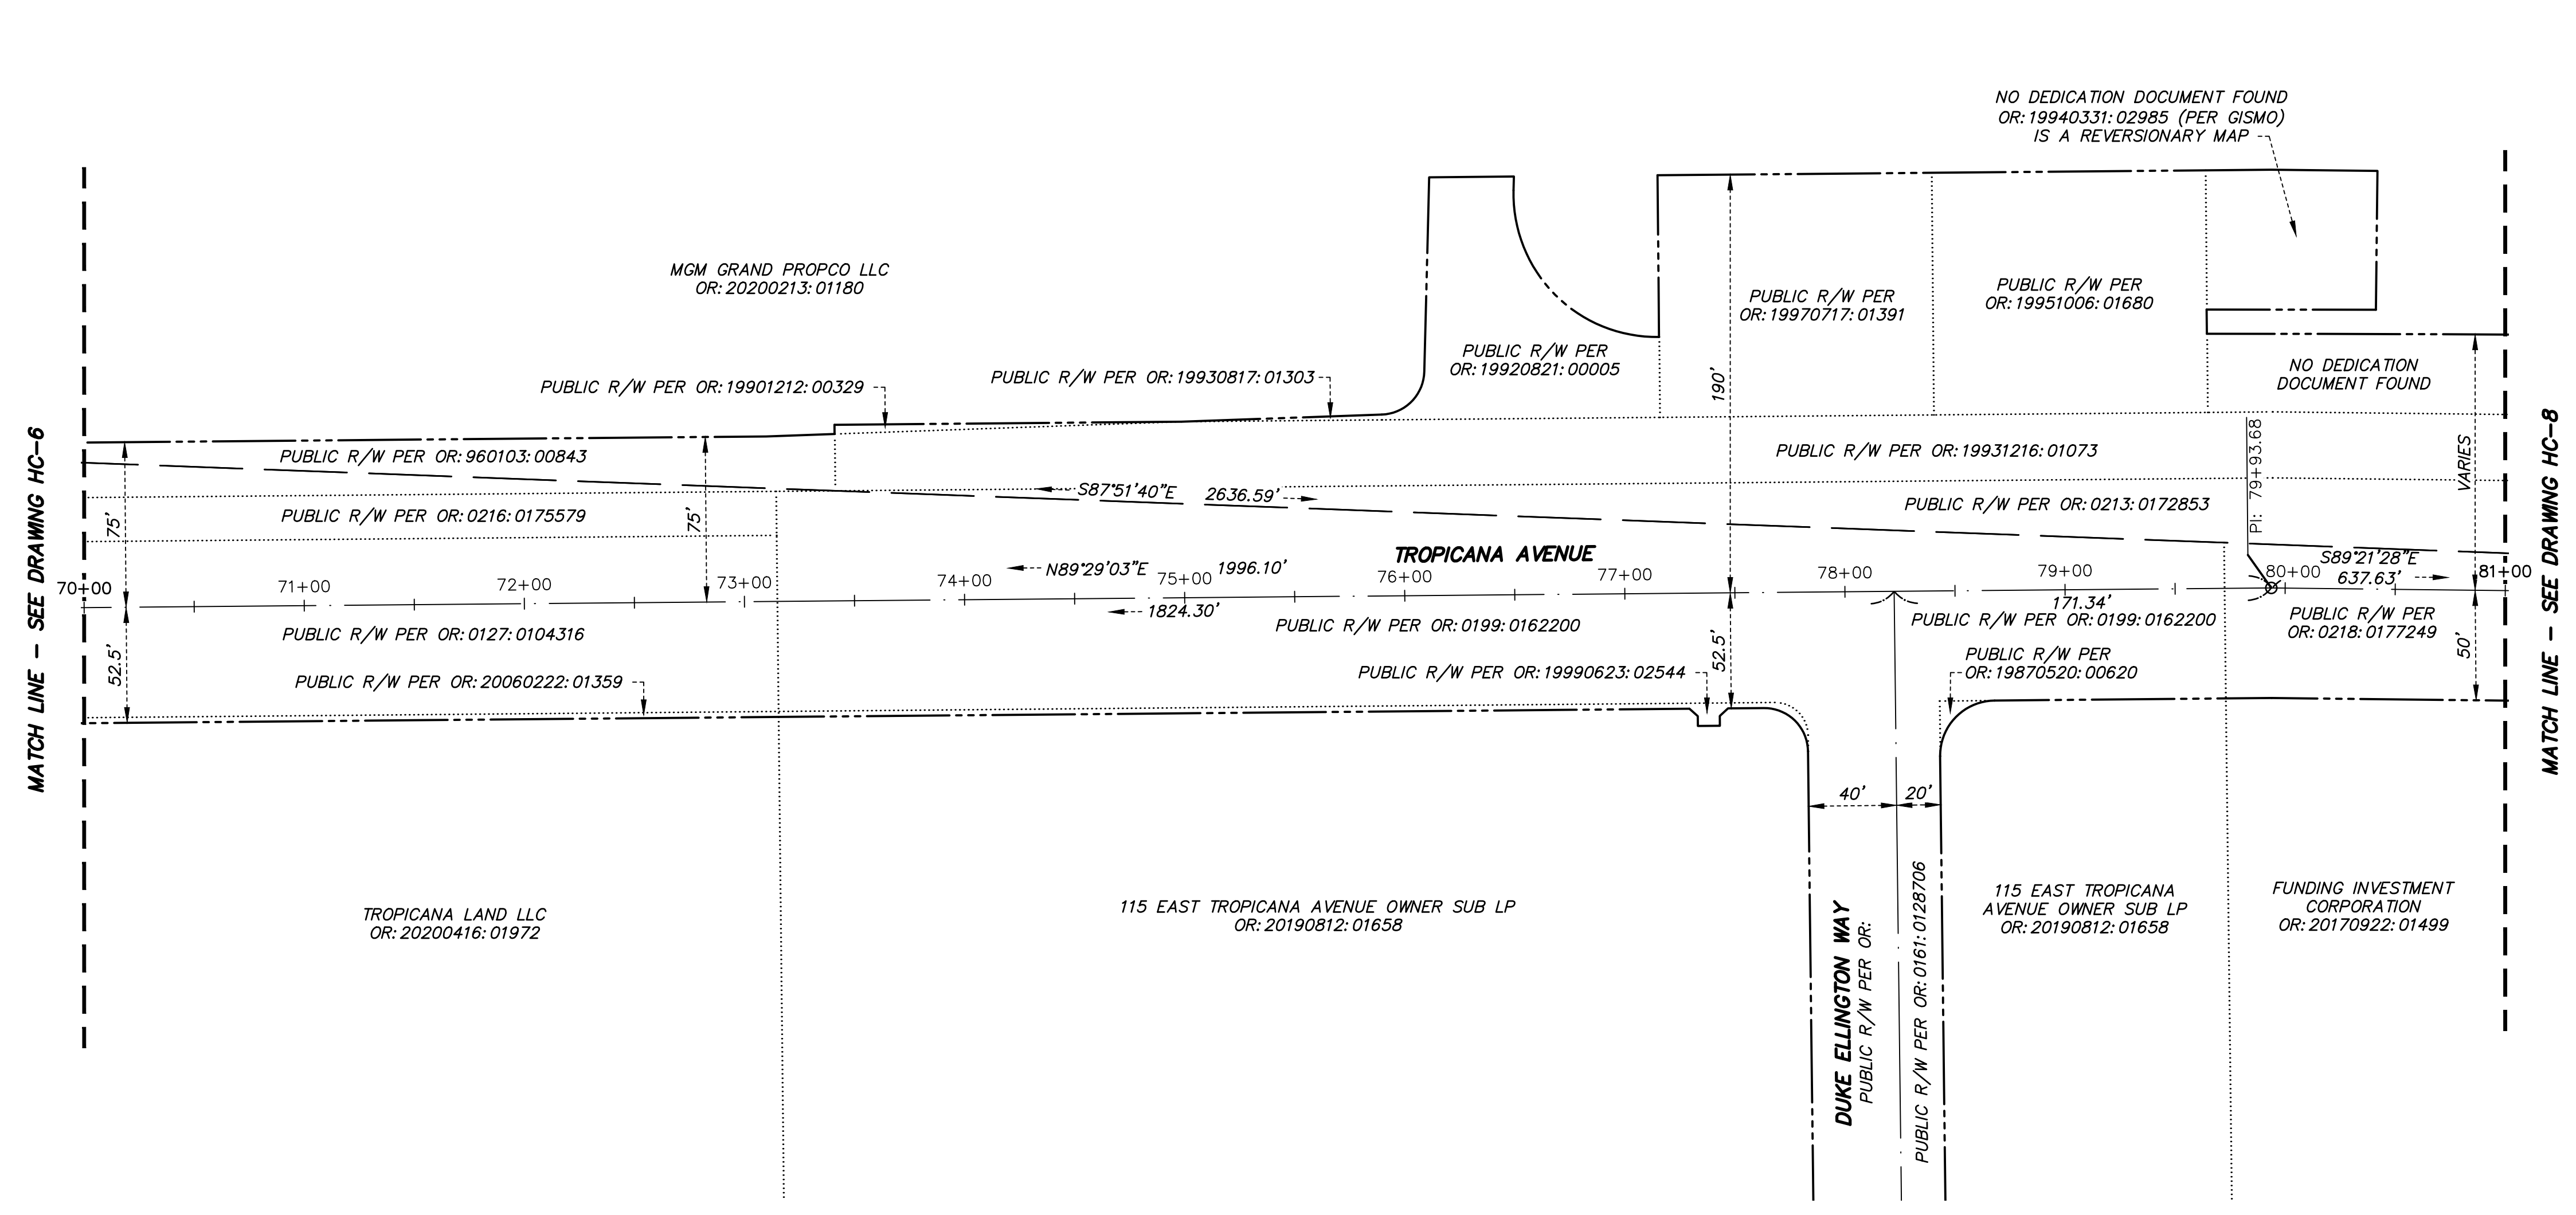 NO DEDICATION DOCUMENT FOUND
OR:19940331:02985 (PER GISMO)
IS A REVERSIONARY MAP
MGM GRAND PROPCO LLC
OR:20200213:01180
PUBLIC R/W PER
OR:19970717:01391
PUBLIC R/W PER
OR:19951006:01680
PUBLIC R/W PER OR:19901212:00329
PUBLIC R/W PER OR:19930817:01303
PUBLIC R/W PER
OR:19920821:00005
190'
NO DEDICATION
DOCUMENT FOUND
MATCH LINE - SEE DRAWING HC-6
MATCH LINE - SEE DRAWING HC-8
PUBLIC R/W PER OR:960103:00843
PUBLIC R/W PER OR:19931216:01073
PI: 79+93.68
VARIES
S87°51'40"E 2636.59'
PUBLIC R/W PER OR:0213:0172853
75'
PUBLIC R/W PER OR:0216:0175579
75'
TROPICANA AVENUE
N89°29'03"E 1996.10'
S89°21'28"E
637.63'
70+00
71+00
72+00
73+00
74+00
75+00
76+00
77+00
78+00
79+00
80+00
81+00
1824.30'
171.34'
PUBLIC R/W PER OR:0127:0104316
PUBLIC R/W PER OR:0199:0162200
PUBLIC R/W PER OR:0199:0162200
PUBLIC R/W PER
OR:0218:0177249
52.5'
52.5'
50'
PUBLIC R/W PER OR:20060222:01359
PUBLIC R/W PER OR:19990623:02544
PUBLIC R/W PER
OR:19870520:00620
40'
20'
TROPICANA LAND LLC
OR:20200416:01972
115 EAST TROPICANA AVENUE OWNER SUB LP
OR:20190812:01658
DUKE ELLINGTON WAY
PUBLIC R/W PER OR:
PUBLIC R/W PER OR:0161:0128706
115 EAST TROPICANA
AVENUE OWNER SUB LP
OR:20190812:01658
FUNDING INVESTMENT
CORPORATION
OR:20170922:01499